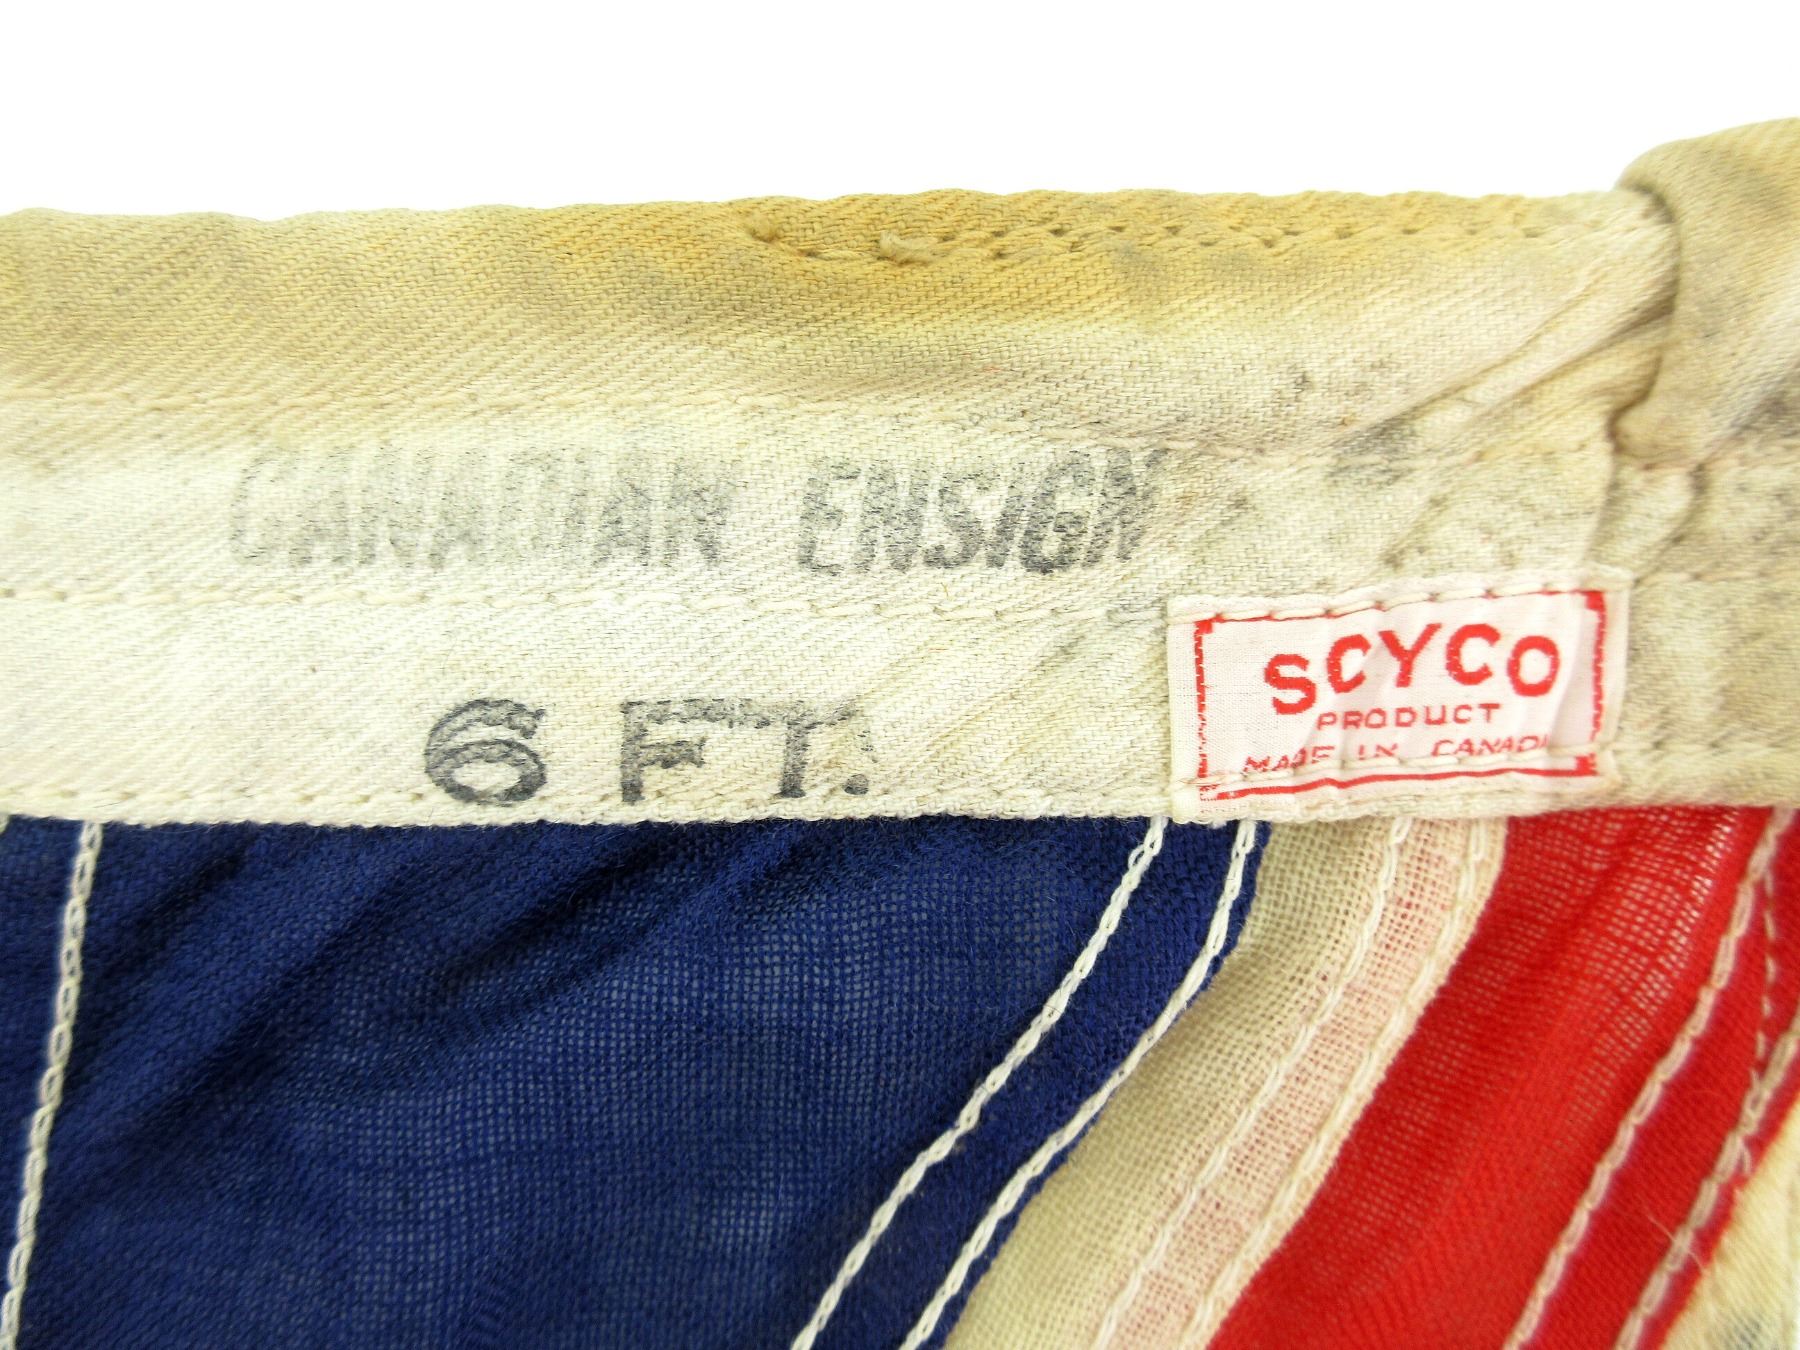 CANADIAN ENSIGN
6 FT.
SCYCO
PRODUCT
MADE IN CANADA